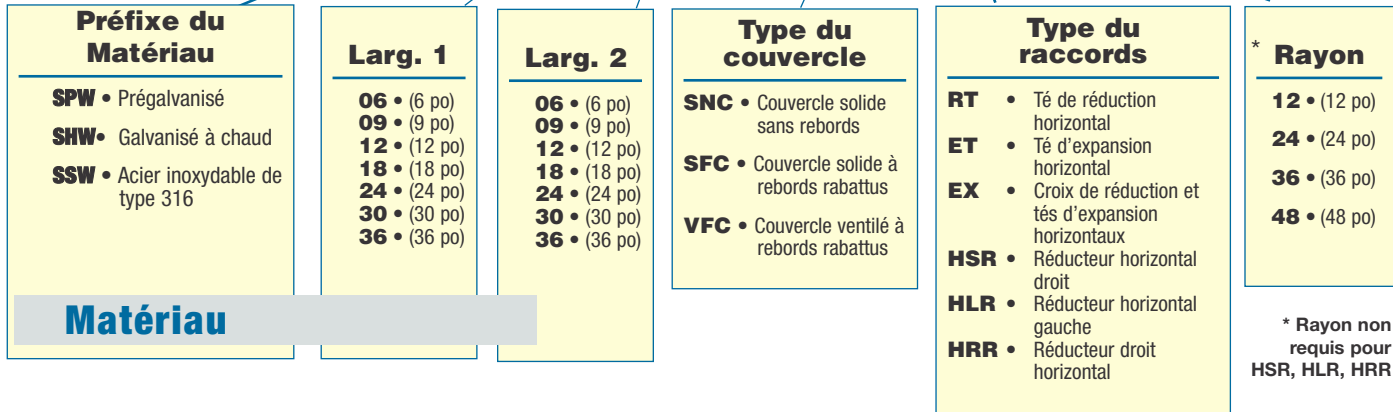 Préfixe du
Matériau
SPW • Prégalvanisé
SHW• Galvanisé à chaud
SSW • Acier inoxydable de
type 316
Larg. 1
06 • (6 po)
09 • (9 po)
12 • (12 po)
18 • (18 po)
24 • (24 po)
30 • (30 po)
36 • (36 po)
Larg. 2
06 • (6 po)
09 • (9 po)
12 • (12 po)
18 • (18 po)
24 • (24 po)
30 • (30 po)
36 • (36 po)
Type du
couvercle
SNC • Couvercle solide
sans rebords
SFC • Couvercle solide à
rebords rabattus
VFC • Couvercle ventilé à
rebords rabattus
Type du
raccords
RT • Té de réduction
horizontal
ET • Té d'expansion
horizontal
EX • Croix de réduction et
tés d'expansion
horizontaux
HSR • Réducteur horizontal
droit
HLR • Réducteur horizontal
gauche
HRR • Réducteur droit
horizontal
* Rayon
12 • (12 po)
24 • (24 po)
36 • (36 po)
48 • (48 po)
* Rayon non
requis pour
HSR, HLR, HRR
Matériau